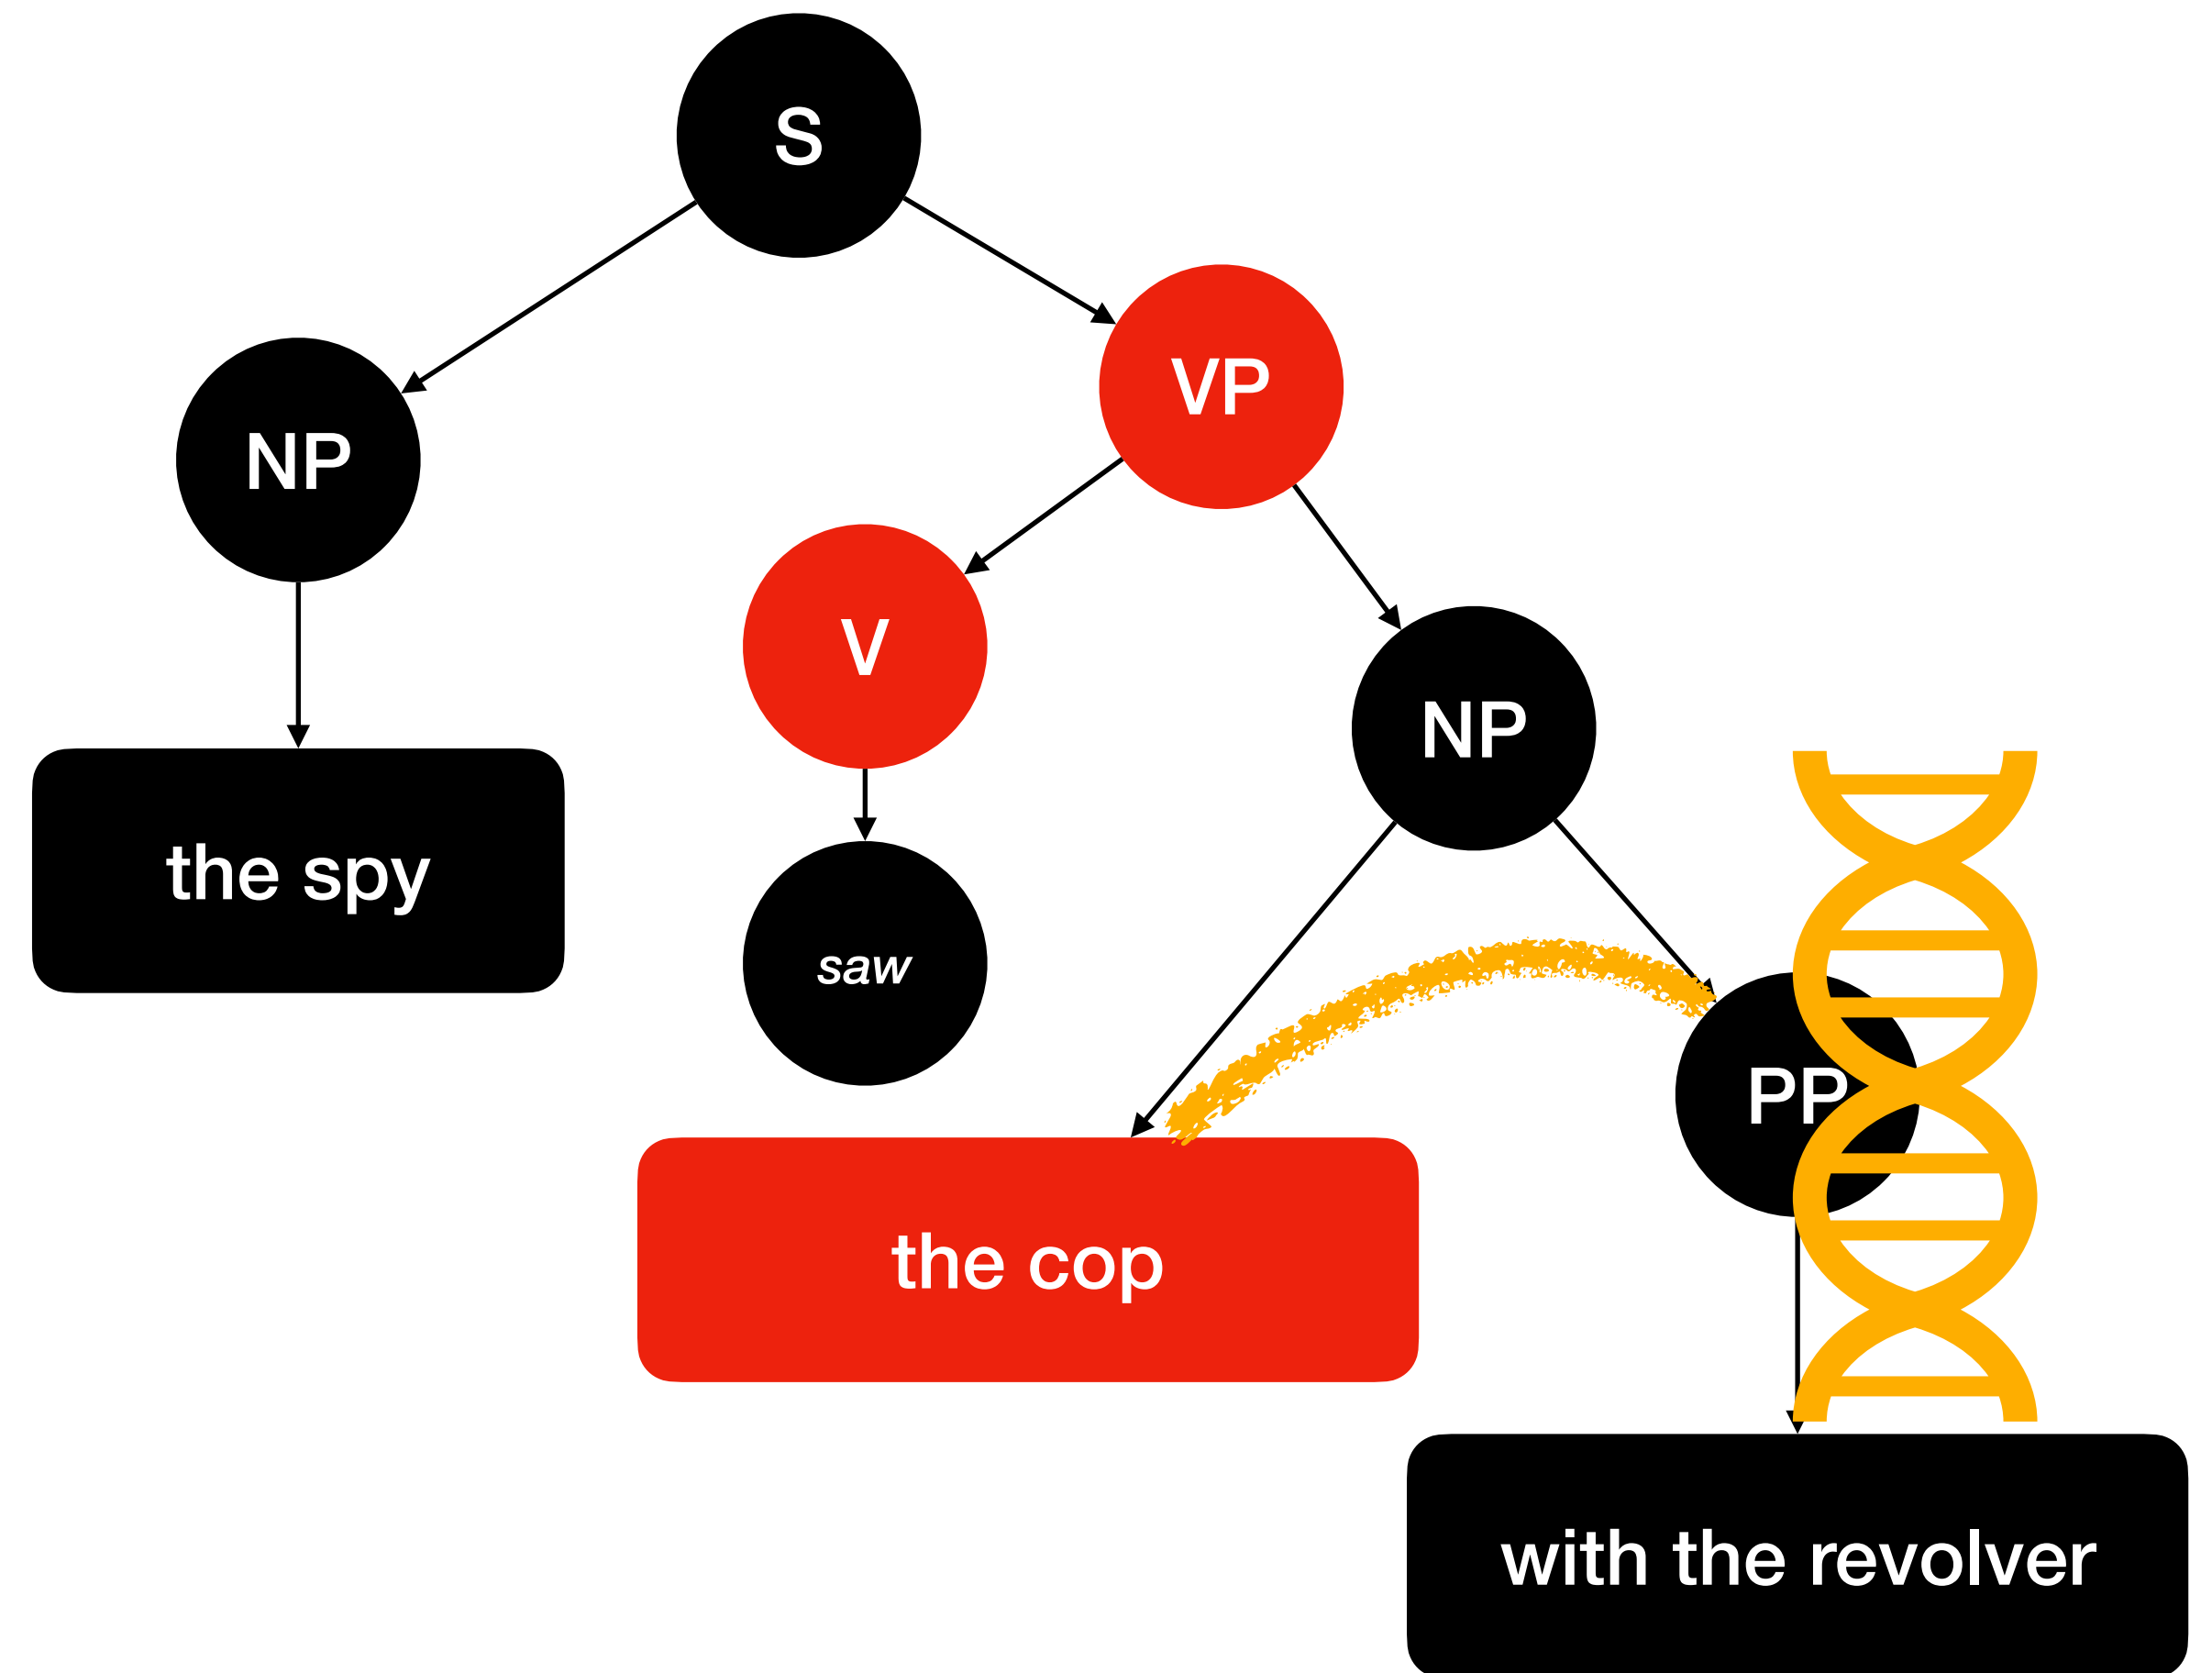 S
VP
NP
V
NP
the spy
saw
PP
the cop
with the revolver